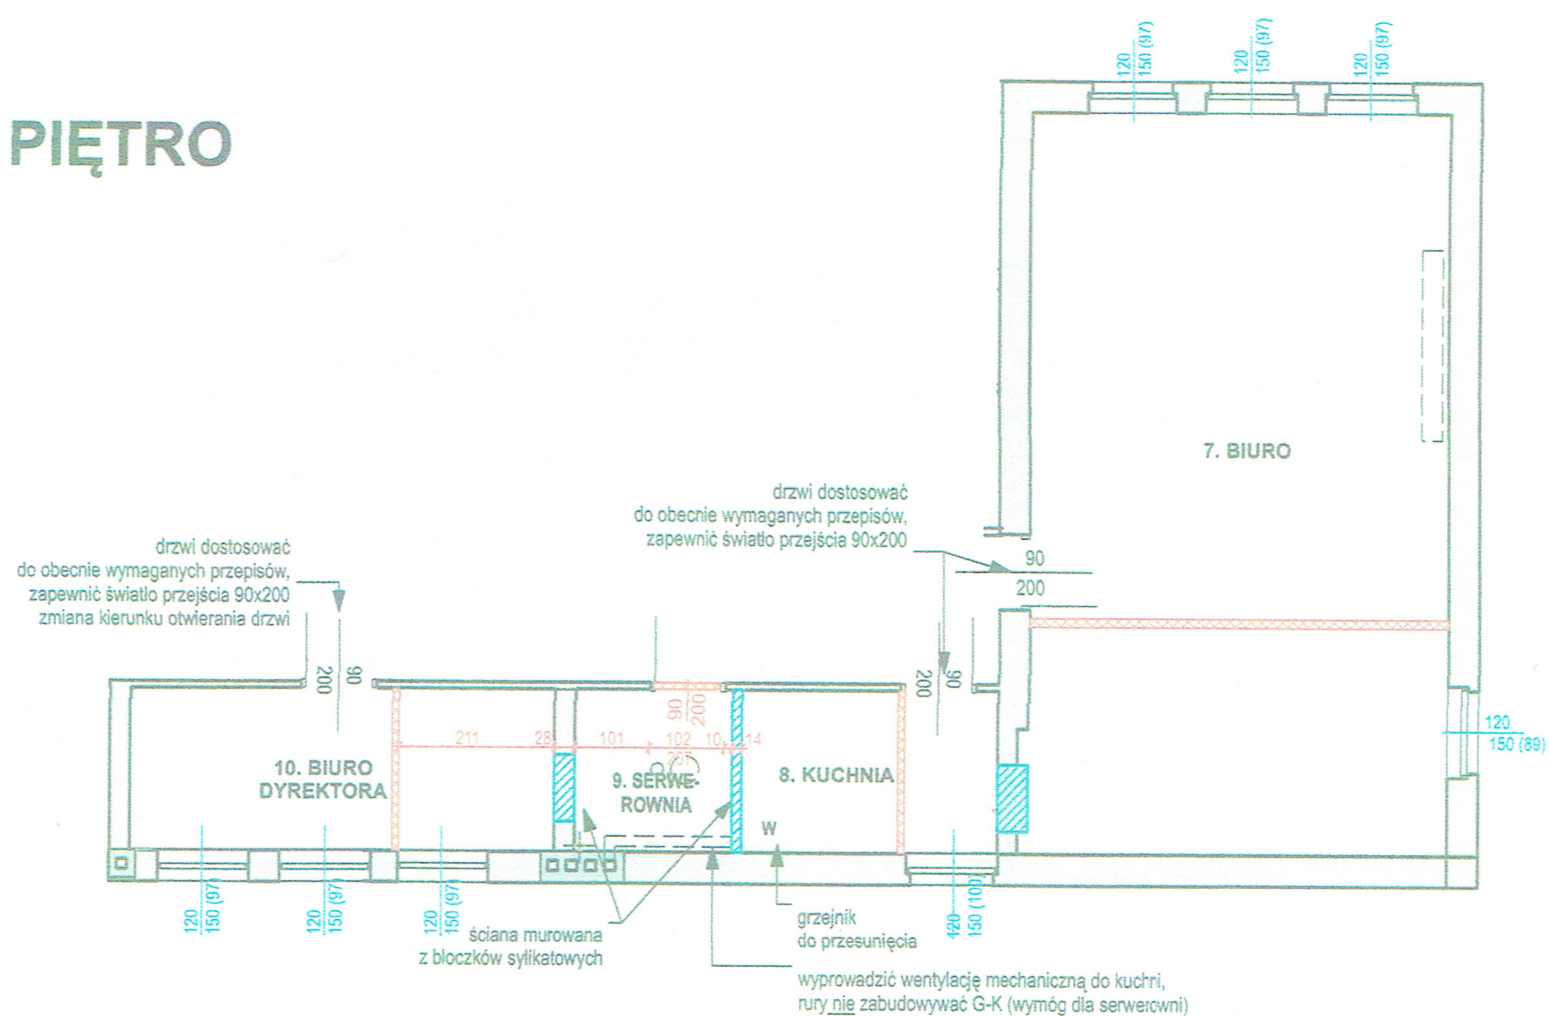 120
150 (97)
120
150 (97)
120
150 (97)
PIĘTRO
7. BIURO
drzwi dostosować
do obecnie wymaganych przepisów,
zapewnić światło przejścia 90x200
90
200
drzwi dostosować
do obecnie wymaganych przepisów,
zapewnić światło przejścia 90x200
zmiana kierunku otwierania drzwi
90
200
90
200
90
200
120
150 (89)
211
28
101
102
10
14
207
10. BIURO
DYREKTORA
9. SERWE-
ROWNIA
8. KUCHNIA
W
120
150 (97)
120
150 (97)
120
150 (97)
120
150 (100)
ściana murowana
z bloczków sylikatowych
grzejnik
do przesunięcia
wyprowadzić wentylację mechaniczną do kuchni,
rury nie zabudowywać G-K (wymóg dla serwerowni)